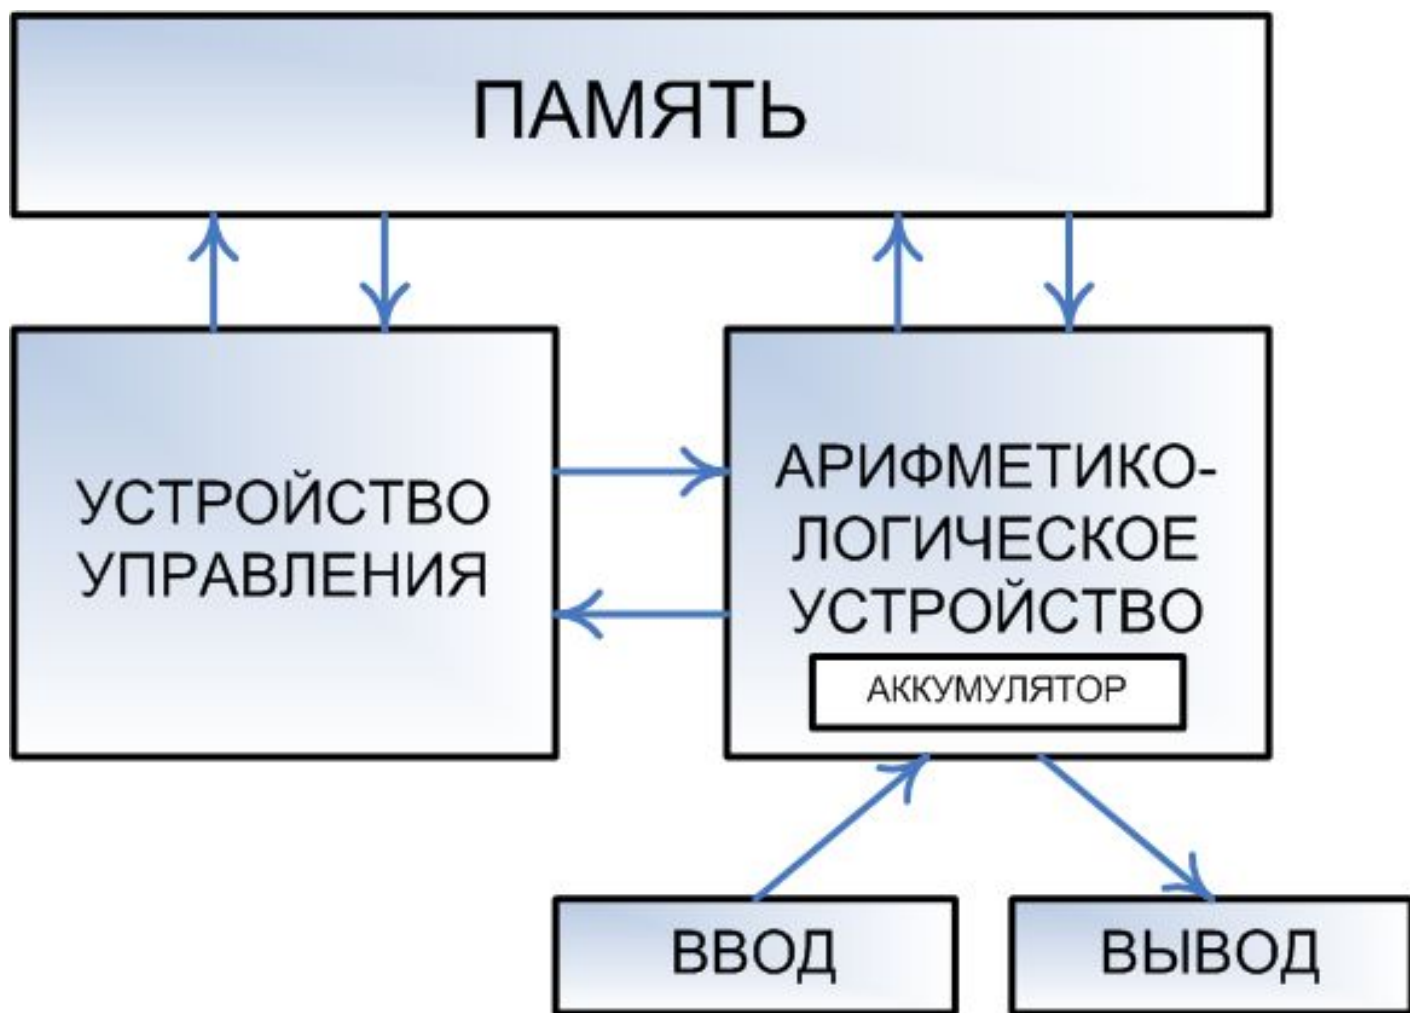 ПАМЯТЬ
УСТРОЙСТВО
УПРАВЛЕНИЯ
АРИФМЕТИКО-
ЛОГИЧЕСКОЕ
УСТРОЙСТВО
АККУМУЛЯТОР
ВВОД
ВЫВОД